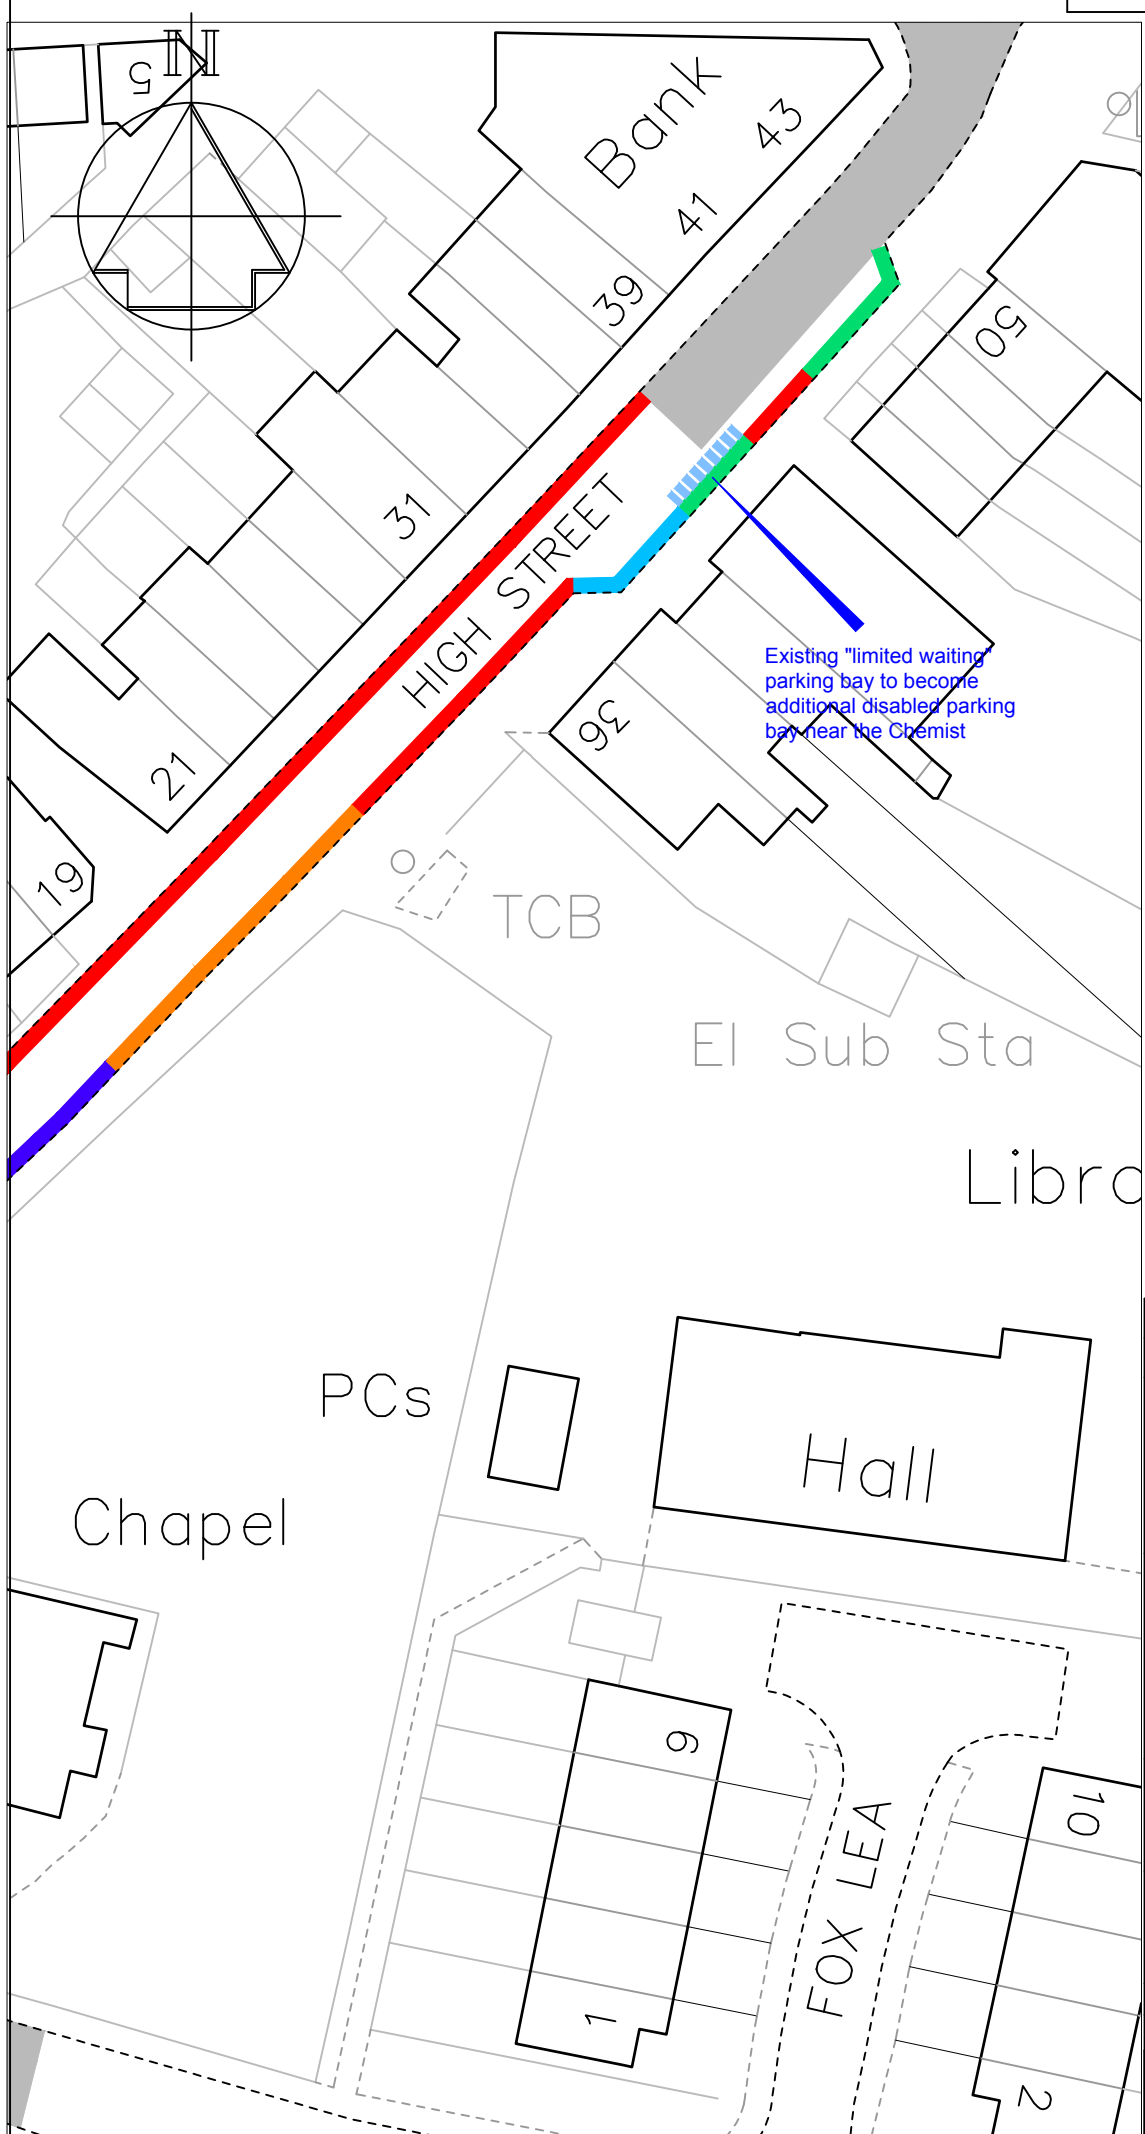 N
5
Bank
43
41
39
50
31
HIGH STREET
Existing "limited waiting"
parking bay to become
additional disabled parking
bay near the Chemist
36
21
19
TCB
El Sub Sta
PCs
Hall
Chapel
9
10
FOX LEA
1
2